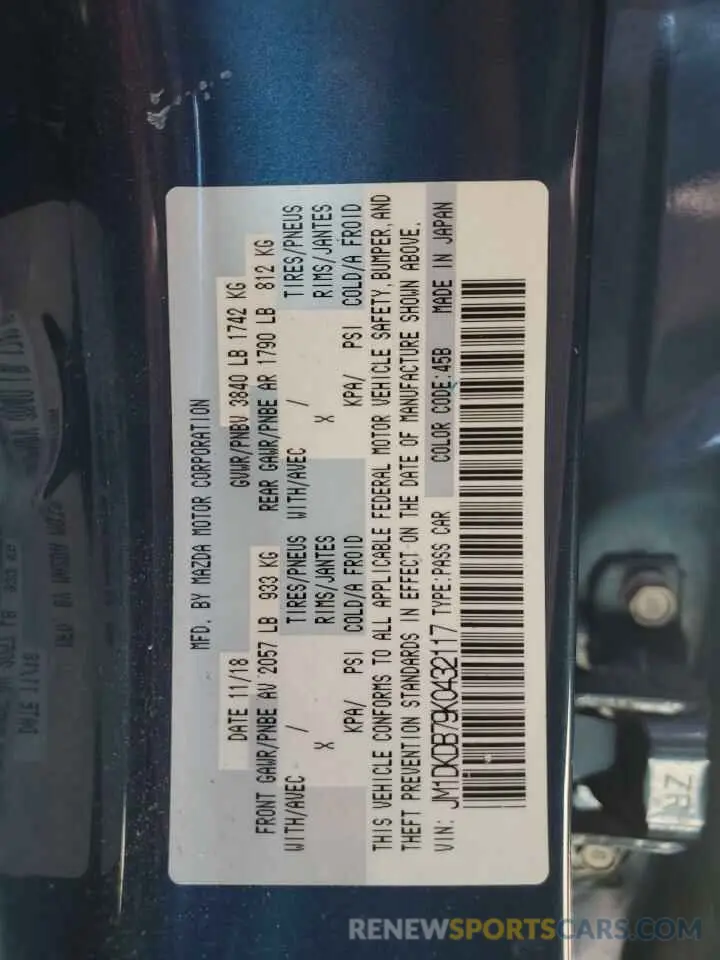 MFD. BY MAZDA MOTOR CORPORATION
DATE 11/18 GVWR/PNBV 3840 LB 1742 KG
FRONT GAWR/PNBE AV 2057 LB 933 KG REAR GAWR/PNBE AR 1790 LB 812 KG
WITH/AVEC / TIRES/PNEUS WITH/AVEC / TIRES/PNEUS
X RIMS/JANTES X RIMS/JANTES
KPA/ PSI COLD/A FROID KPA/ PSI COLD/A FROID
THIS VEHICLE CONFORMS TO ALL APPLICABLE FEDERAL MOTOR VEHICLE SAFETY, BUMPER, AND
THEFT PREVENTION STANDARDS IN EFFECT ON THE DATE OF MANUFACTURE SHOWN ABOVE.
VIN: JM1DKDB79K0432117 TYPE:PASS CAR COLOR CODE:45B MADE IN JAPAN
ZR
RENEWSPORTSCARS.COM